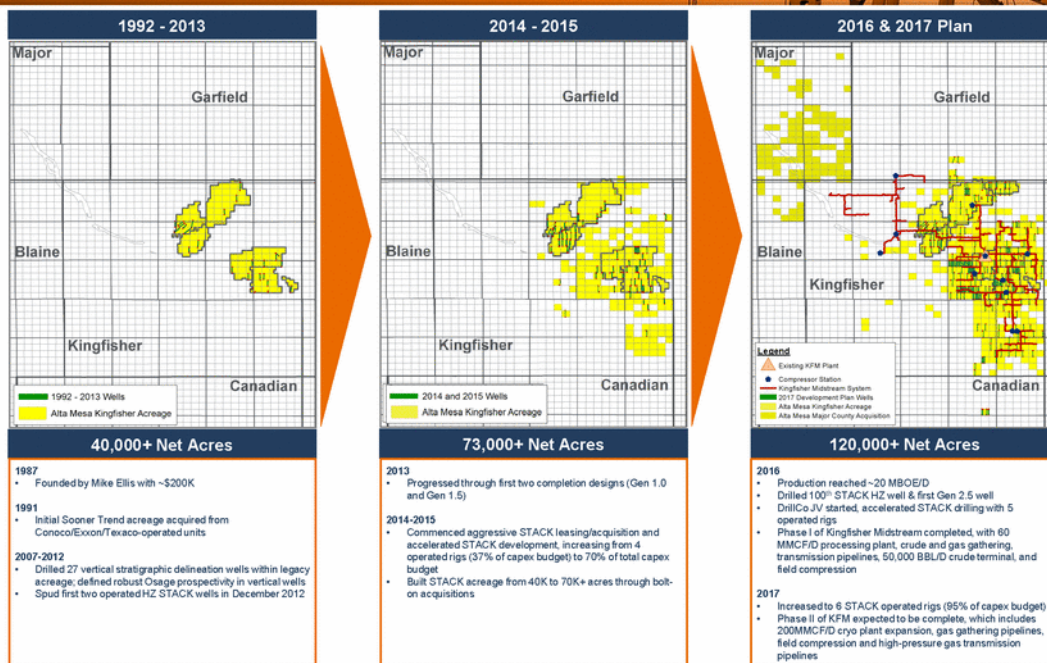 1992 - 2013
Major
Garfield
Blaine
Kingfisher
Canadian
1992 - 2013 Wells
Alta Mesa Kingfisher Acreage
40,000+ Net Acres
1987
• Founded by Mike Ellis with ~$200K
1991
• Initial Sooner Trend acreage acquired from
Conoco/Exxon/Texaco-operated units
2007-2012
• Drilled 27 vertical stratigraphic delineation wells within legacy
acreage; defined robust Osage prospectivity in vertical wells
• Spud first two operated HZ STACK wells in December 2012
2014 - 2015
Major
Garfield
Blaine
Kingfisher
Canadian
2014 and 2015 Wells
Alta Mesa Kingfisher Acreage
73,000+ Net Acres
2013
• Progressed through first two completion designs (Gen 1.0
and Gen 1.5)
2014-2015
• Commenced aggressive STACK leasing/acquisition and
accelerated STACK development, increasing from 4
operated rigs (37% of capex budget) to 70% of total capex
budget
• Built STACK acreage from 40K to 70K+ acres through bolt-
on acquisitions
2016 & 2017 Plan
Major
Garfield
Blaine
Kingfisher
Canadian
Legend
Existing KFM Plant
Compressor Station
Kingfisher Midstream System
2017 Development Plan Wells
Alta Mesa Kingfisher Acreage
Alta Mesa Major County Acquisition
120,000+ Net Acres
2016
• Production reached ~20 MBOE/D
• Drilled 100th STACK HZ well & first Gen 2.5 well
• DrillCo JV started, accelerated STACK drilling with 5
operated rigs
• Phase I of Kingfisher Midstream completed, with 60
MMCF/D processing plant, crude and gas gathering,
transmission pipelines, 50,000 BBL/D crude terminal, and
field compression
2017
• Increased to 6 STACK operated rigs (95% of capex budget)
• Phase II of KFM expected to be complete, which includes
200MMCF/D cryo plant expansion, gas gathering pipelines,
field compression and high-pressure gas transmission
pipelines